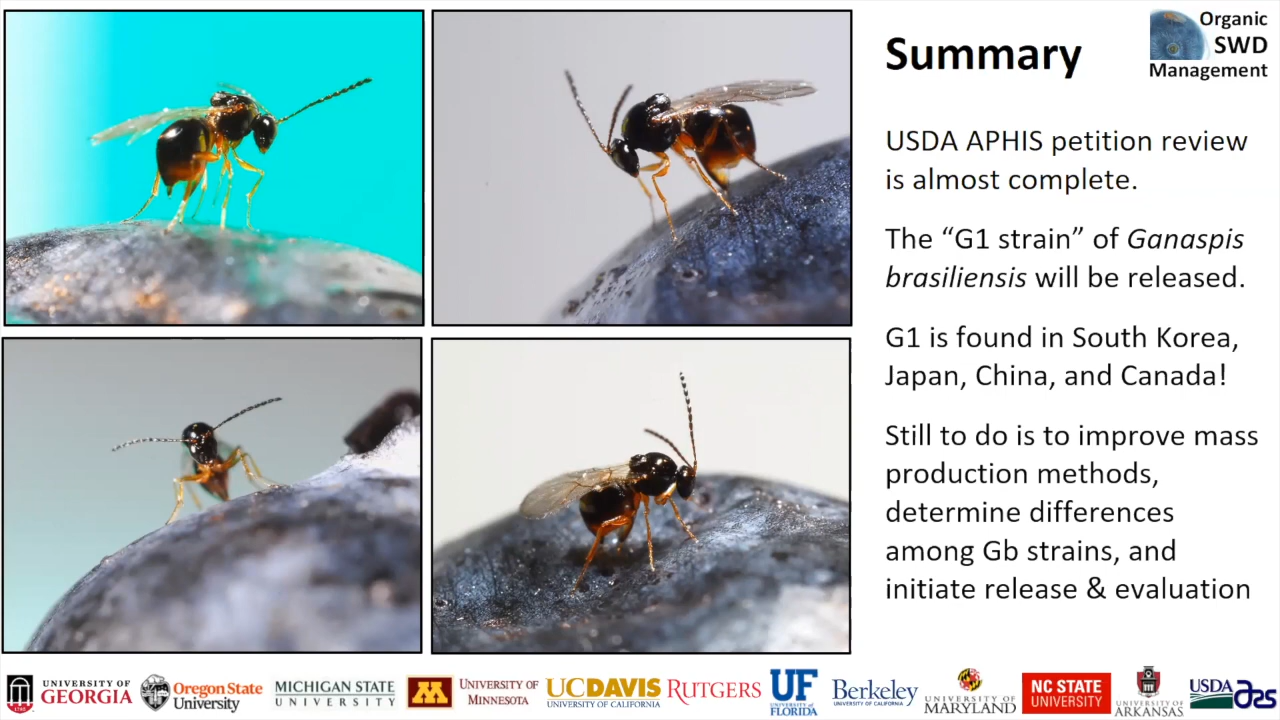 Summary
Organic
SWD
Management
USDA APHIS petition review
is almost complete.
The “G1 strain” of Ganaspis
brasiliensis will be released.
G1 is found in South Korea,
Japan, China, and Canada!
Still to do is to improve mass
production methods,
determine differences
among Gb strains, and
initiate release & evaluation
UNIVERSITY OF
GEORGIA
Oregon State
University
MICHIGAN STATE
UNIVERSITY
M
UNIVERSITY OF
MINNESOTA
UCDAVIS
UNIVERSITY OF CALIFORNIA
RUTGERS
UF
UNIVERSITY of
FLORIDA
Berkeley
UNIVERSITY OF CALIFORNIA
UNIVERSITY OF
MARYLAND
NC STATE
UNIVERSITY
UNIVERSITY OF
ARKANSAS
USDA
ars